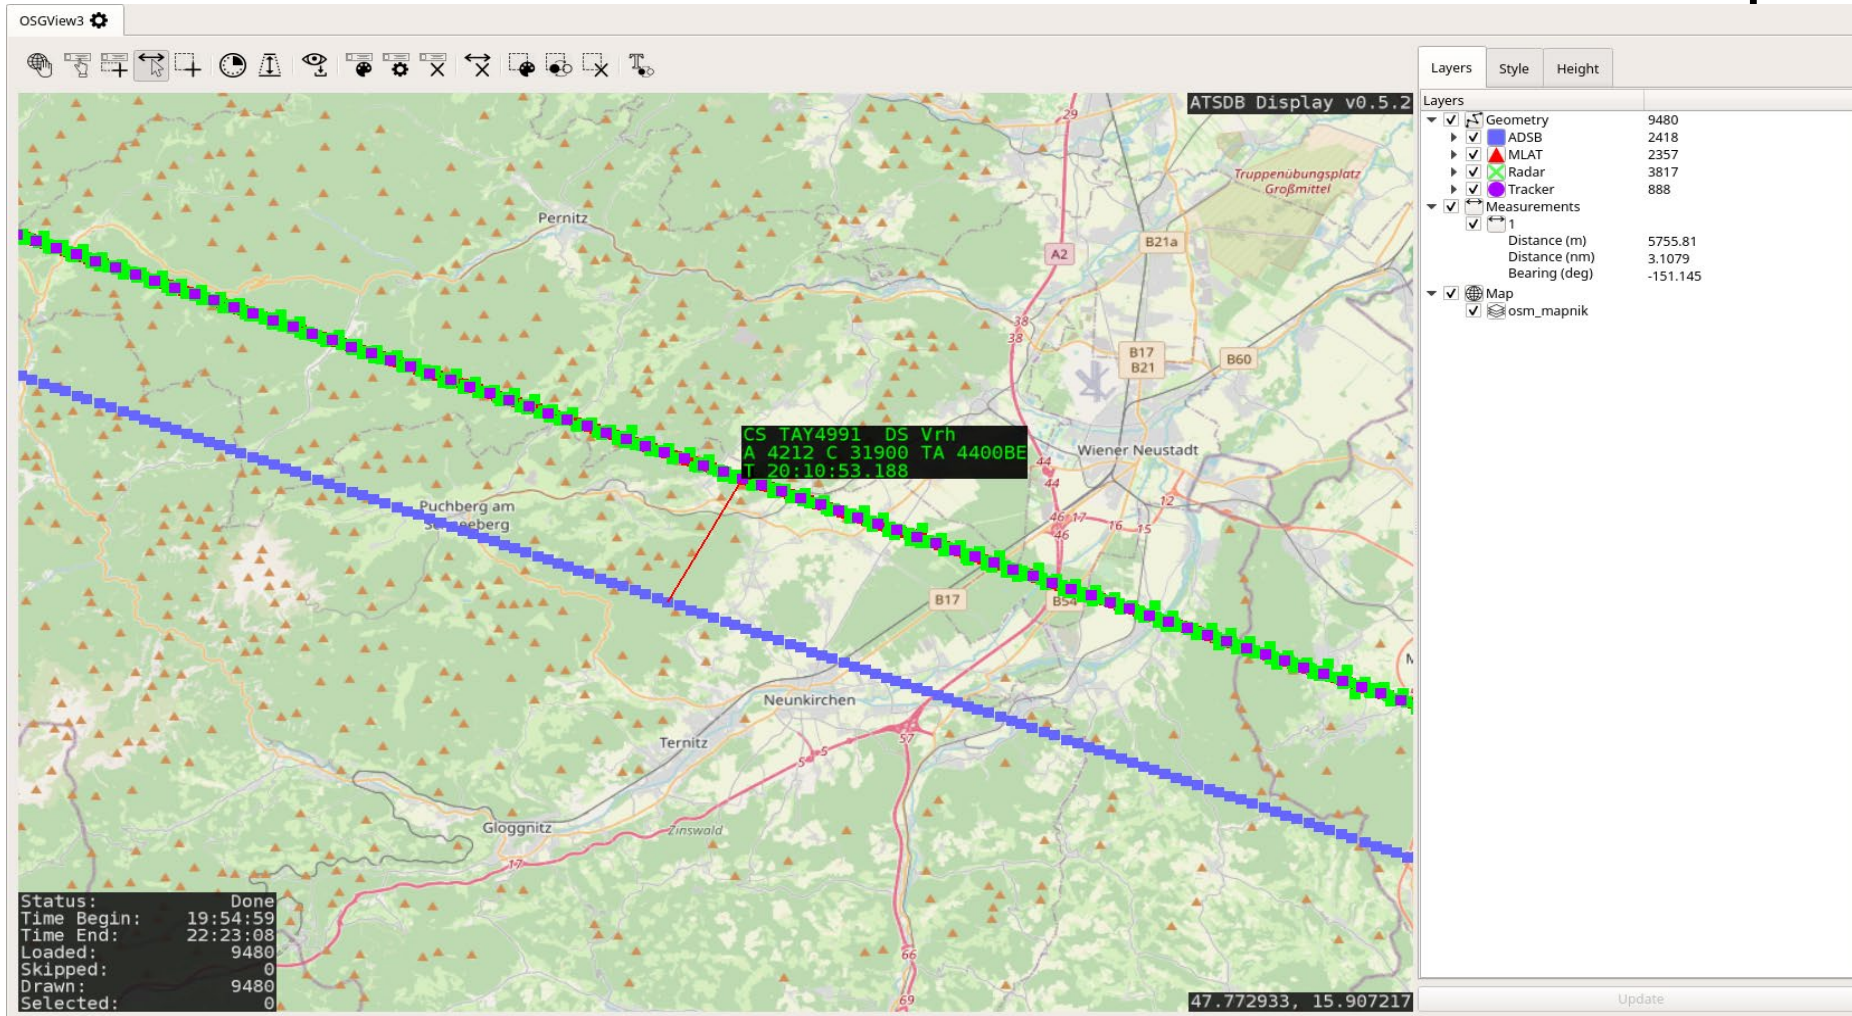 OSGView3
Layers Style Height
ATSDB Display v0.5.2
Layers
Geometry 9480
ADSB 2418
MLAT 2357
Radar 3817
Tracker 888
Measurements
1
Distance (m) 5755.81
Distance (nm) 3.1079
Bearing (deg) -151.145
Map
osm_mapnik
29
Truppenübungsplatz
Großmittel
Pernitz
B21a
A2
38
38
B17
B21
B60
CS TAY4991 DS Vrh
A 4212 C 31900 TA 4400BE
T 20:10:53.188
Wiener Neustadt
44
44
12
46 17 16 15
46
Puchberg am
Schneeberg
B17
B54
Neunkirchen
57
Ternitz
5
5
Gloggnitz
Zinswald
17
66
69
Status: Done
Time Begin: 19:54:59
Time End: 22:23:08
Loaded: 9480
Skipped: 0
Drawn: 9480
Selected: 0
47.772933, 15.907217
Update